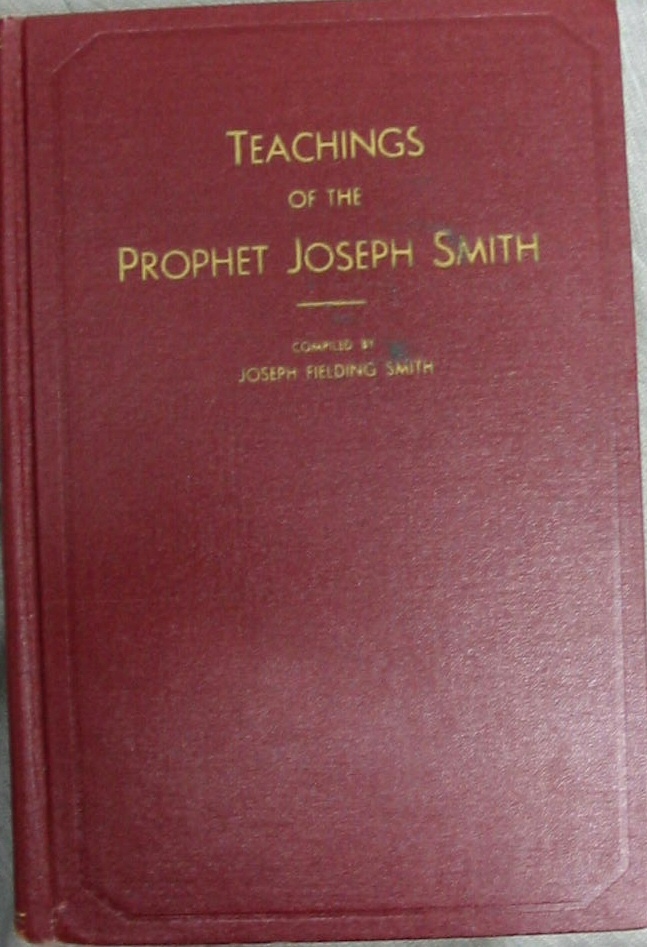 TEACHINGS
OF THE
PROPHET JOSEPH SMITH
COMPILED BY
JOSEPH FIELDING SMITH